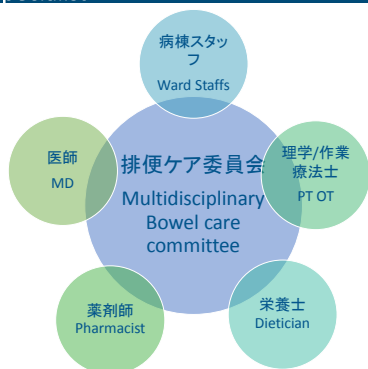 病棟スタッ
フ
Ward Staffs
医師
MD
排便ケア委員会
Multidisciplinary
Bowel care
committee
理学/作業
療法士
PT OT
薬剤師
Pharmacist
栄養士
Dietician